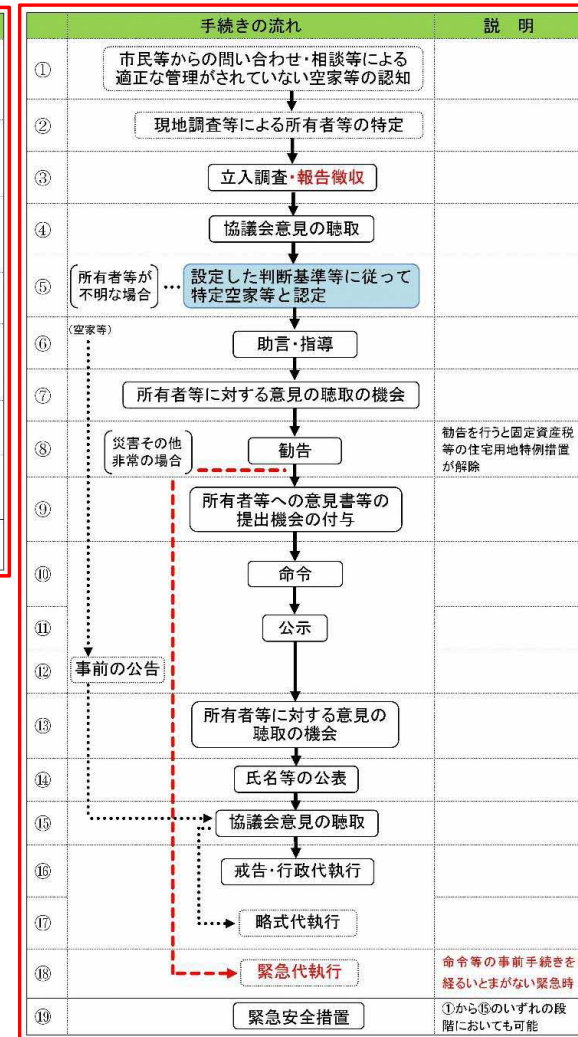 手続きの流れ
説 明
①
市民等からの問い合わせ・相談等による
適正な管理がされていない空家等の認知
②
現地調査等による所有者等の特定
③
立入調査・報告徴収
④
協議会意見の聴取
⑤
所有者等が
不明な場合
…
設定した判断基準等に従って
特定空家等と認定
(空家等)
⑥
助言・指導
⑦
所有者等に対する意見の聴取の機会
⑧
災害その他
非常の場合
勧告
勧告を行うと固定資産税
等の住宅用地特例措置
が解除
⑨
所有者等への意見書等の
提出機会の付与
⑩
命令
⑪
公示
⑫
事前の公告
⑬
所有者等に対する意見の
聴取の機会
⑭
氏名等の公表
⑮
協議会意見の聴取
⑯
戒告・行政代執行
⑰
略式代執行
⑱
緊急代執行
命令等の事前手続きを
経るいとまがない緊急時
⑲
緊急安全措置
①から⑮のいずれの段
階においても可能